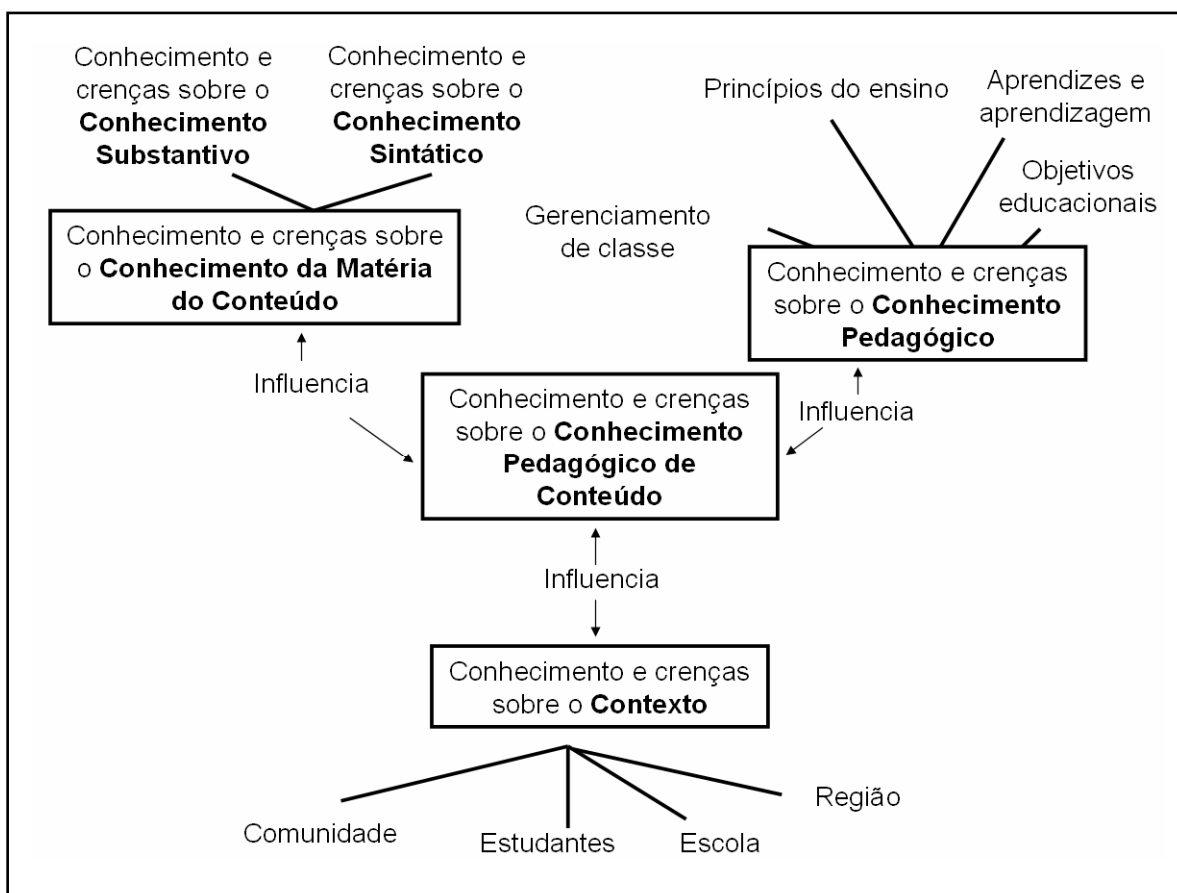 Conhecimento e
crenças sobre o
Conhecimento
Substantivo
Conhecimento e
crenças sobre o
Conhecimento
Sintático
Princípios do ensino
Aprendizes e
aprendizagem
Objetivos
educacionais
Gerenciamento
de classe
Conhecimento e crenças sobre
o Conhecimento da Matéria
do Conteúdo
Conhecimento e crenças
sobre o Conhecimento
Pedagógico
Influencia
Influencia
Conhecimento e crenças
sobre o Conhecimento
Pedagógico de
Conteúdo
Influencia
Conhecimento e crenças
sobre o Contexto
Comunidade
Estudantes
Escola
Região